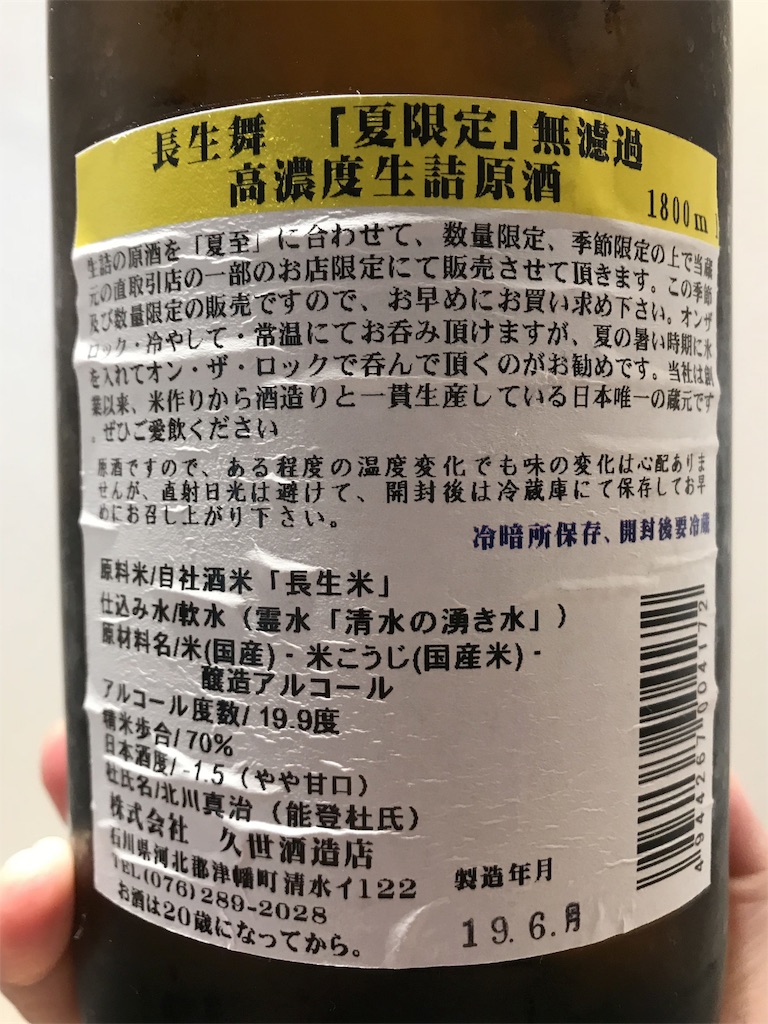 長生舞 「夏限定」無濾過
高濃度生詰原酒
1800m
生詰の原酒を「夏至」に合わせて、数量限定、季節限定の上で当蔵
元の直取引店の一部のお店限定にて販売させて頂きます。この季節
及び数量限定の販売ですので、お早めにお買い求め下さい。オンザ
ロック・冷やして・常温にてお呑み頂けますが、夏の暑い時期に氷
を入れてオン・ザ・ロックで呑んで頂くのがお勧めです。当社は創
業以来、米作りから酒造りと一貫生産している日本唯一の蔵元です
。ぜひご愛飲ください
原酒ですので、ある程度の温度変化でも味の変化は心配ありま
せんが、直射日光は避けて、開封後は冷蔵庫にて保存してお早
めにお召し上がり下さい。
冷暗所保存、開封後要冷蔵
原料米/自社酒米「長生米」
仕込み水/軟水（霊水「清水の湧き水」）
原材料名/米(国産) - 米こうじ(国産米) -
醸造アルコール
アルコール度数/ 19.9度
精米歩合/ 70%
日本酒度/ -1.5（やや甘口）
杜氏名/北川真治（能登杜氏）
株式会社 久世酒造店
石川県河北郡津幡町清水イ122
TEL(076)289-2028
お酒は20歳になってから。
製造年月
19.6.月
4944267004172